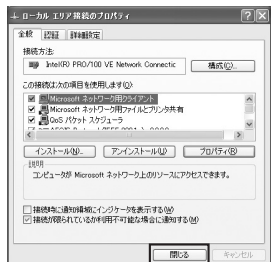 ローカル エリア接続のプロパティ
全般 認証 詳細設定
接続方法:
Intel(R) PRO/100 VE Network Connectic
構成(C)...
この接続は次の項目を使用します(O):
Microsoft ネットワーク用クライアント
Microsoft ネットワーク用ファイルとプリンタ共有
QoS パケット スケジューラ
インストール(N)... アンインストール(U) プロパティ(R)
説明
コンピュータが Microsoft ネットワーク上のリソースにアクセスできます。
接続時に通知領域にインジケータを表示する(W)
接続が限られているか利用不可能な場合に通知する(M)
閉じる キャンセル